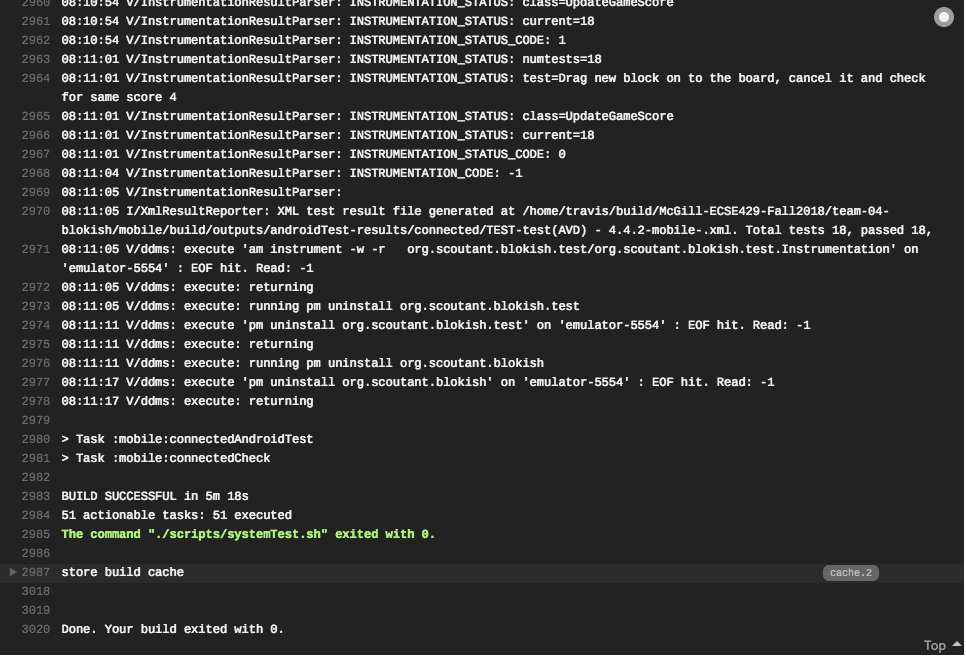 2960 08:10:54 V/InstrumentationResultParser: INSTRUMENTATION_STATUS: class=UpdateGameScore
2961 08:10:54 V/InstrumentationResultParser: INSTRUMENTATION_STATUS: current=18
2962 08:10:54 V/InstrumentationResultParser: INSTRUMENTATION_STATUS_CODE: 1
2963 08:11:01 V/InstrumentationResultParser: INSTRUMENTATION_STATUS: numtests=18
2964 08:11:01 V/InstrumentationResultParser: INSTRUMENTATION_STATUS: test=Drag new block on to the board, cancel it and check
for same score 4
2965 08:11:01 V/InstrumentationResultParser: INSTRUMENTATION_STATUS: class=UpdateGameScore
2966 08:11:01 V/InstrumentationResultParser: INSTRUMENTATION_STATUS: current=18
2967 08:11:01 V/InstrumentationResultParser: INSTRUMENTATION_STATUS_CODE: 0
2968 08:11:04 V/InstrumentationResultParser: INSTRUMENTATION_CODE: -1
2969 08:11:05 V/InstrumentationResultParser:
2970 08:11:05 I/XmlResultReporter: XML test result file generated at /home/travis/build/McGill-ECSE429-Fall2018/team-04-
blokish/mobile/build/outputs/androidTest-results/connected/TEST-test(AVD) - 4.4.2-mobile-.xml. Total tests 18, passed 18,
2971 08:11:05 V/ddms: execute 'am instrument -w -r   org.scoutant.blokish.test/org.scoutant.blokish.test.Instrumentation' on
'emulator-5554' : EOF hit. Read: -1
2972 08:11:05 V/ddms: execute: returning
2973 08:11:05 V/ddms: execute: running pm uninstall org.scoutant.blokish.test
2974 08:11:11 V/ddms: execute 'pm uninstall org.scoutant.blokish.test' on 'emulator-5554' : EOF hit. Read: -1
2975 08:11:11 V/ddms: execute: returning
2976 08:11:11 V/ddms: execute: running pm uninstall org.scoutant.blokish
2977 08:11:17 V/ddms: execute 'pm uninstall org.scoutant.blokish' on 'emulator-5554' : EOF hit. Read: -1
2978 08:11:17 V/ddms: execute: returning
2979
2980 > Task :mobile:connectedAndroidTest
2981 > Task :mobile:connectedCheck
2982
2983 BUILD SUCCESSFUL in 5m 18s
2984 51 actionable tasks: 51 executed
2985 The command "./scripts/systemTest.sh" exited with 0.
2986
2987 store build cache cache.2
3018
3019
3020 Done. Your build exited with 0.
Top